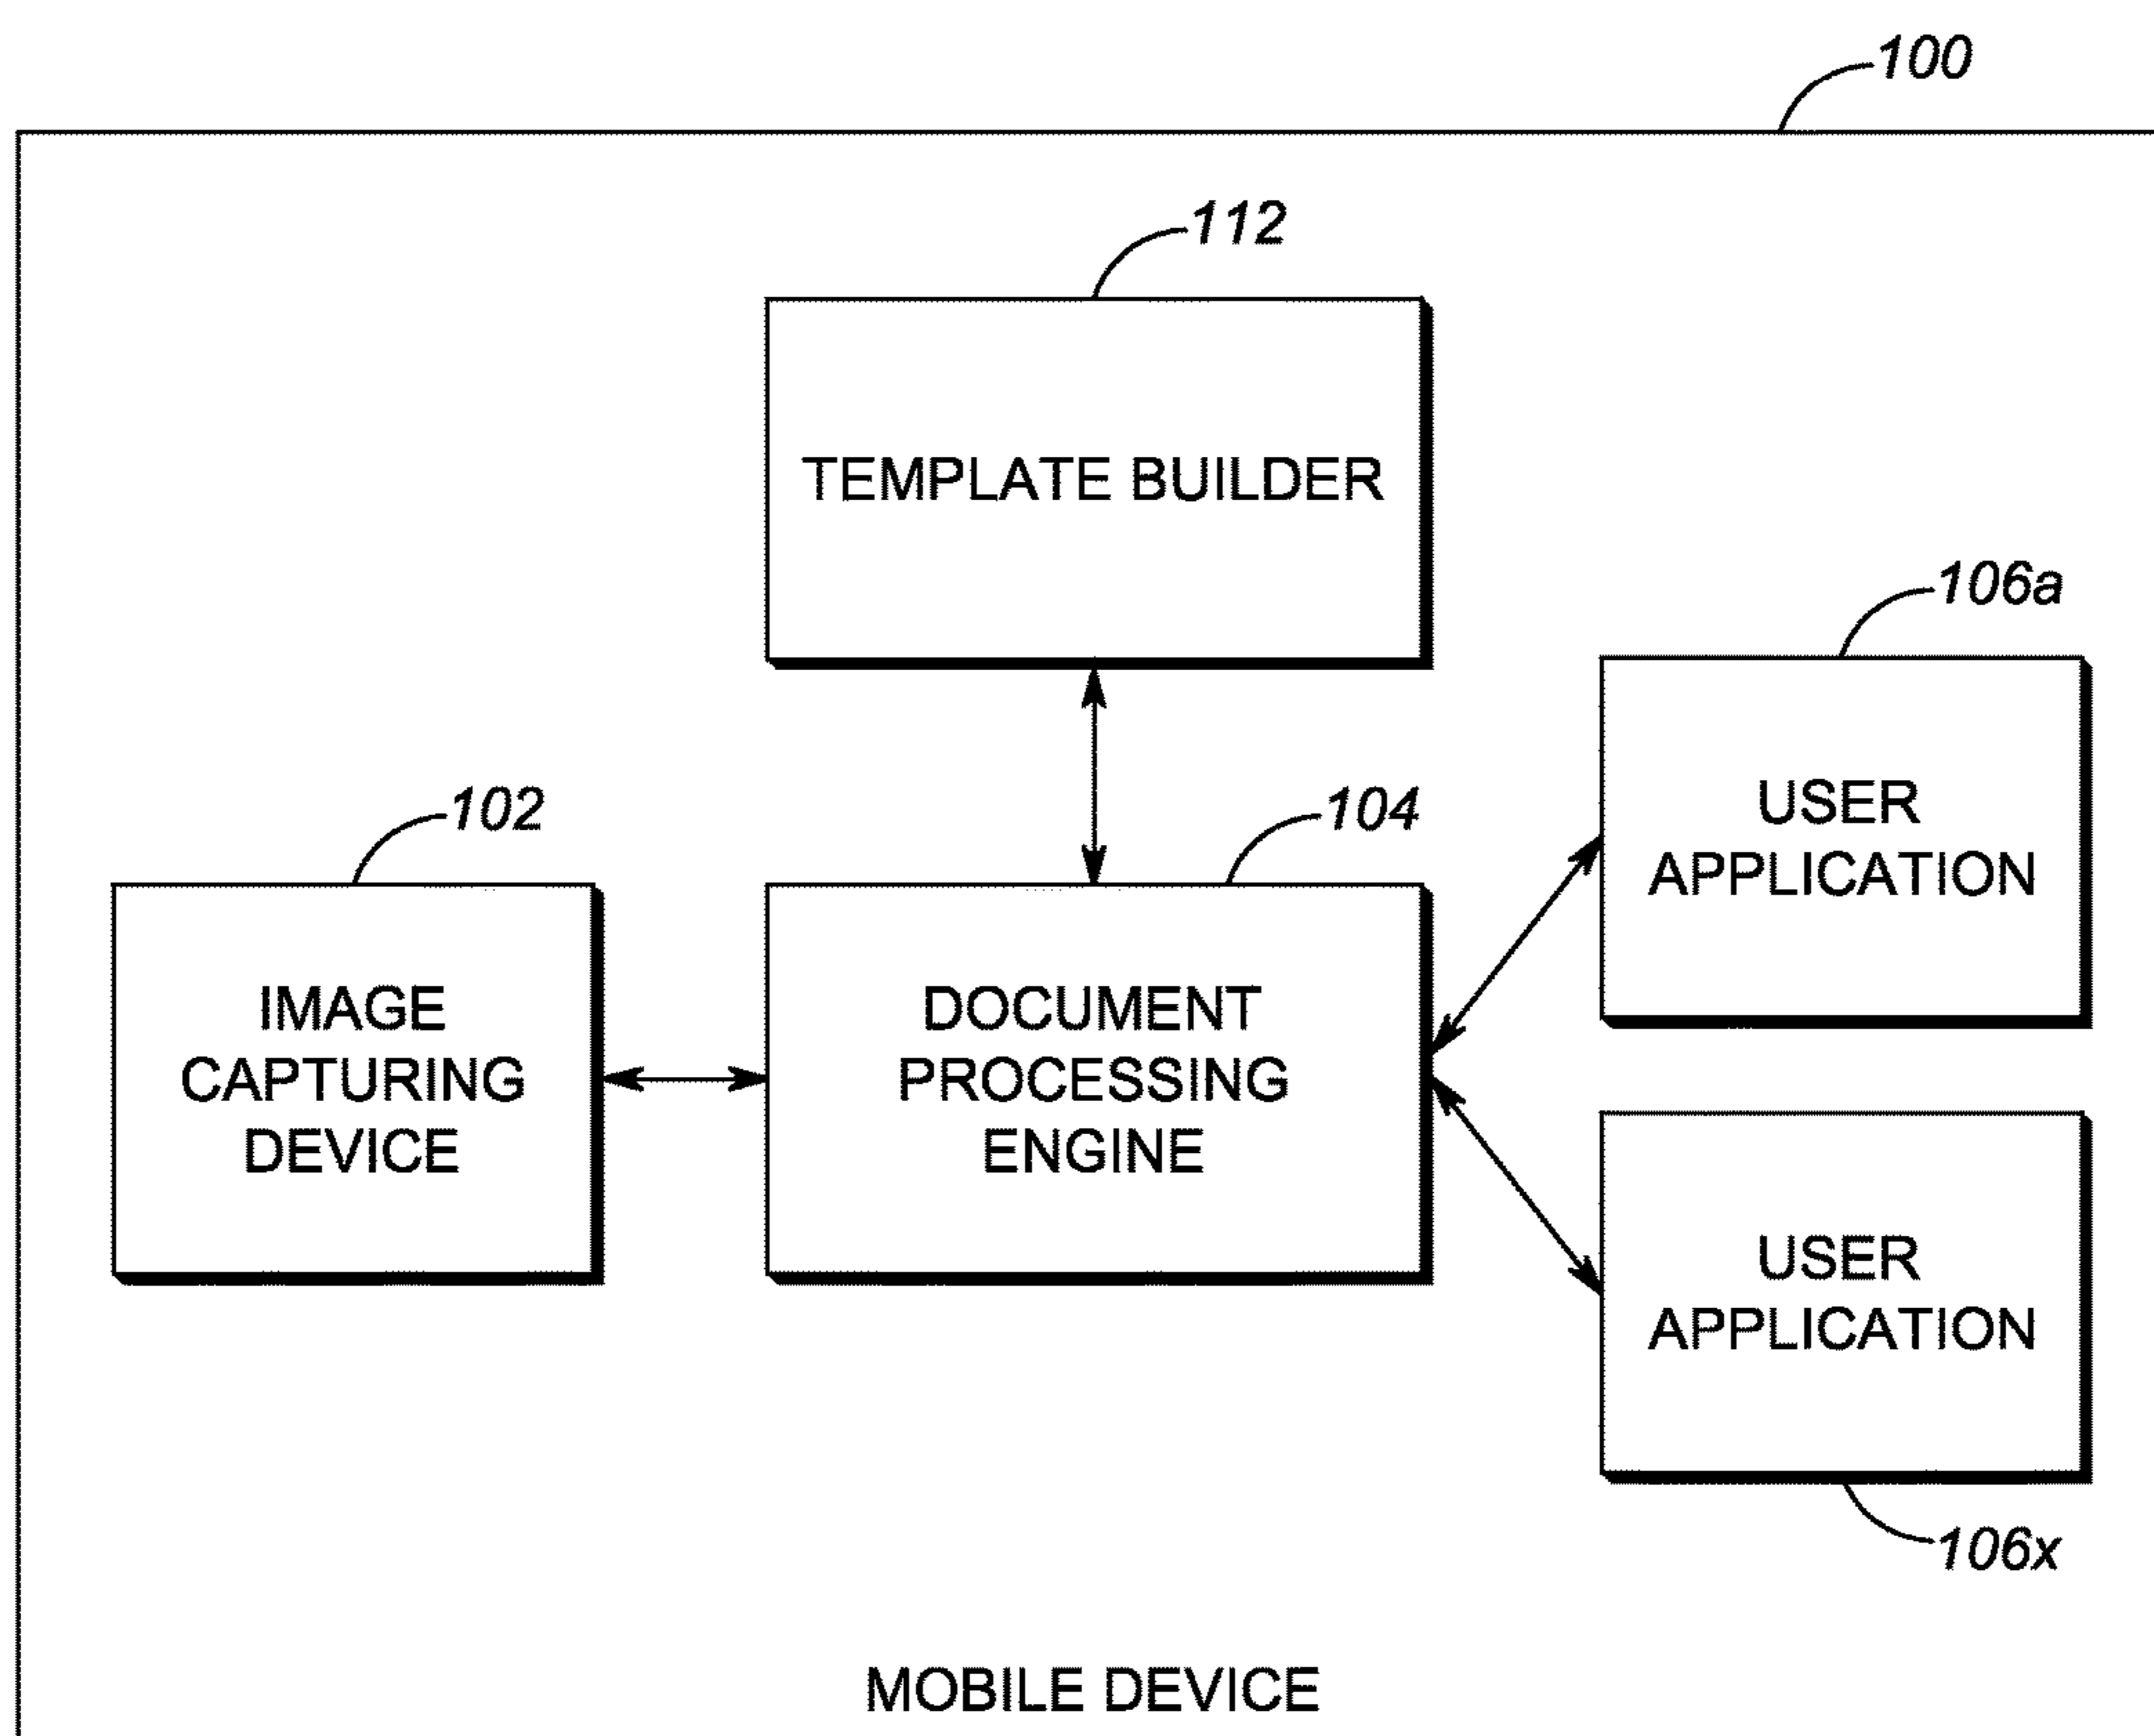 100
112
TEMPLATE BUILDER
106a
USER
APPLICATION
102
IMAGE
CAPTURING
DEVICE
104
DOCUMENT
PROCESSING
ENGINE
USER
APPLICATION
106x
MOBILE DEVICE